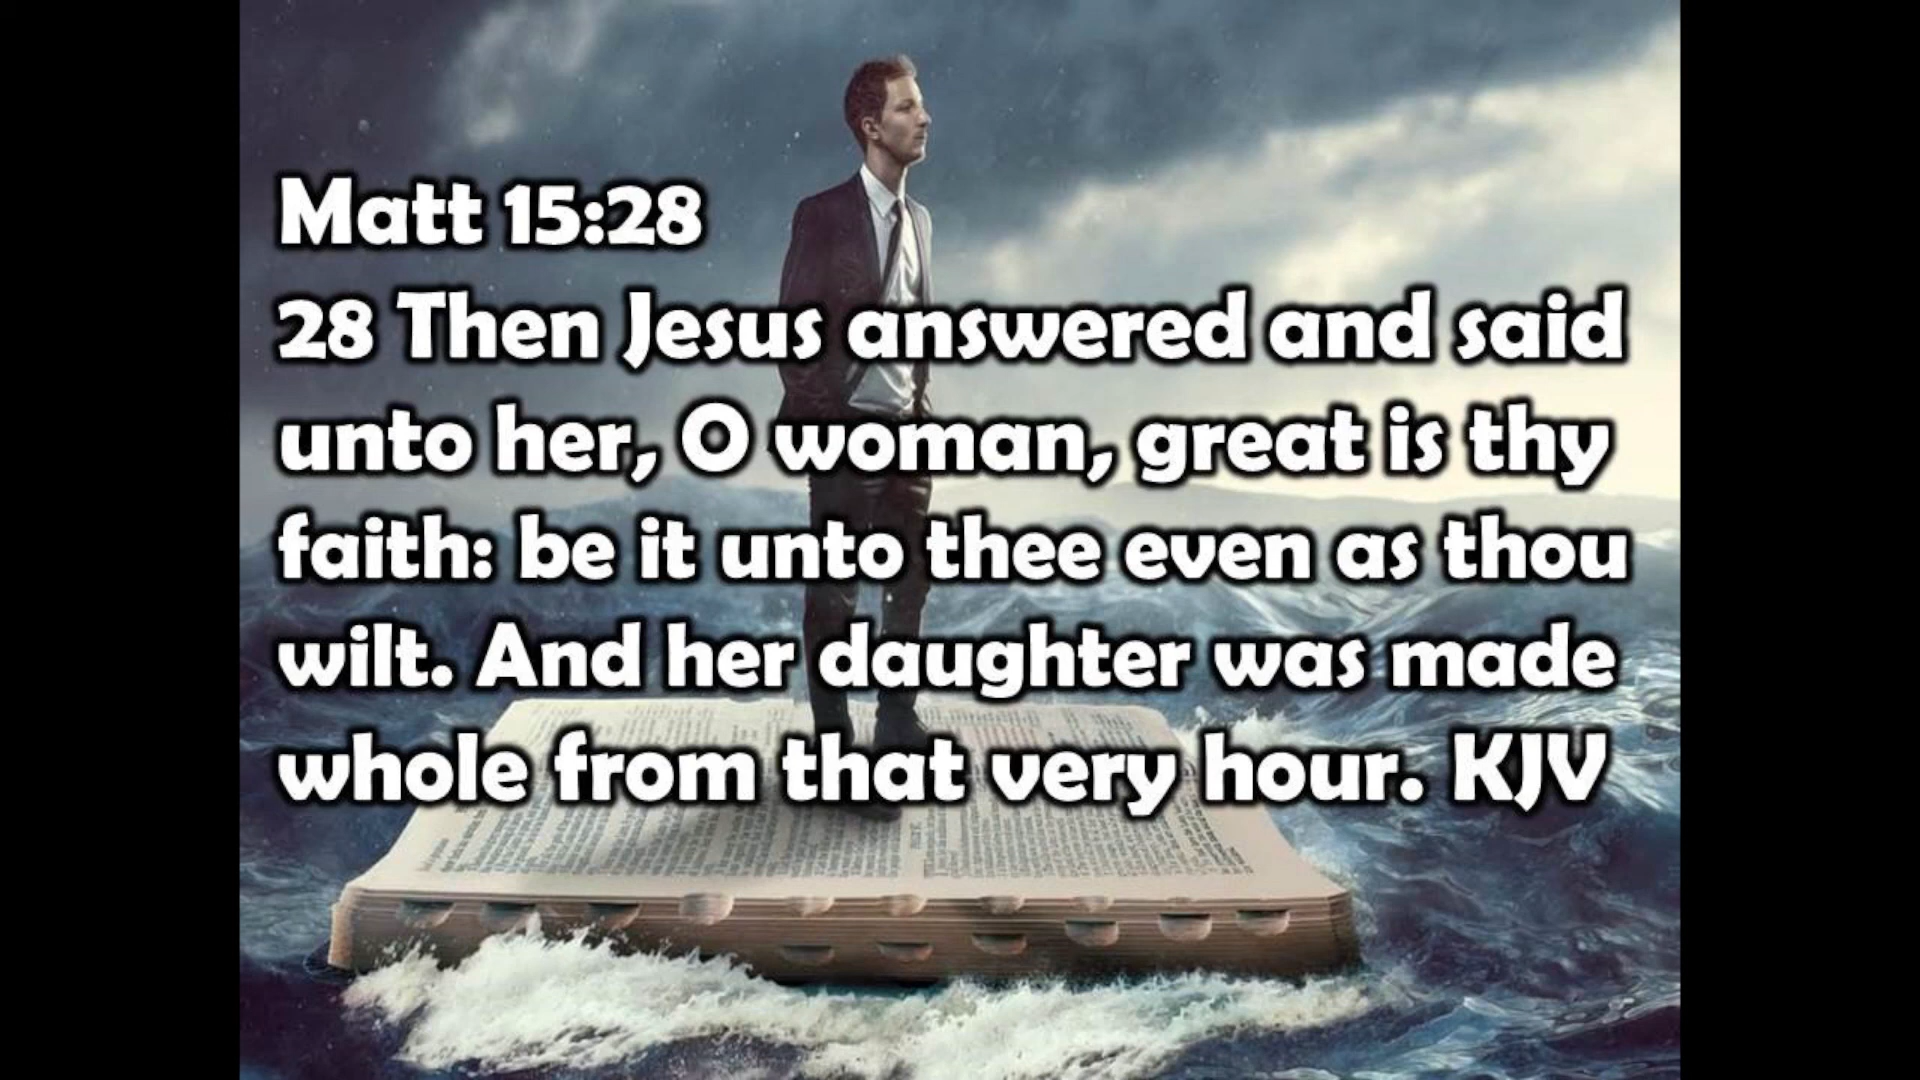 Matt 15:28
28 Then Jesus answered and said
unto her, O woman, great is thy
faith: be it unto thee even as thou
wilt. And her daughter was made
whole from that very hour. KJV